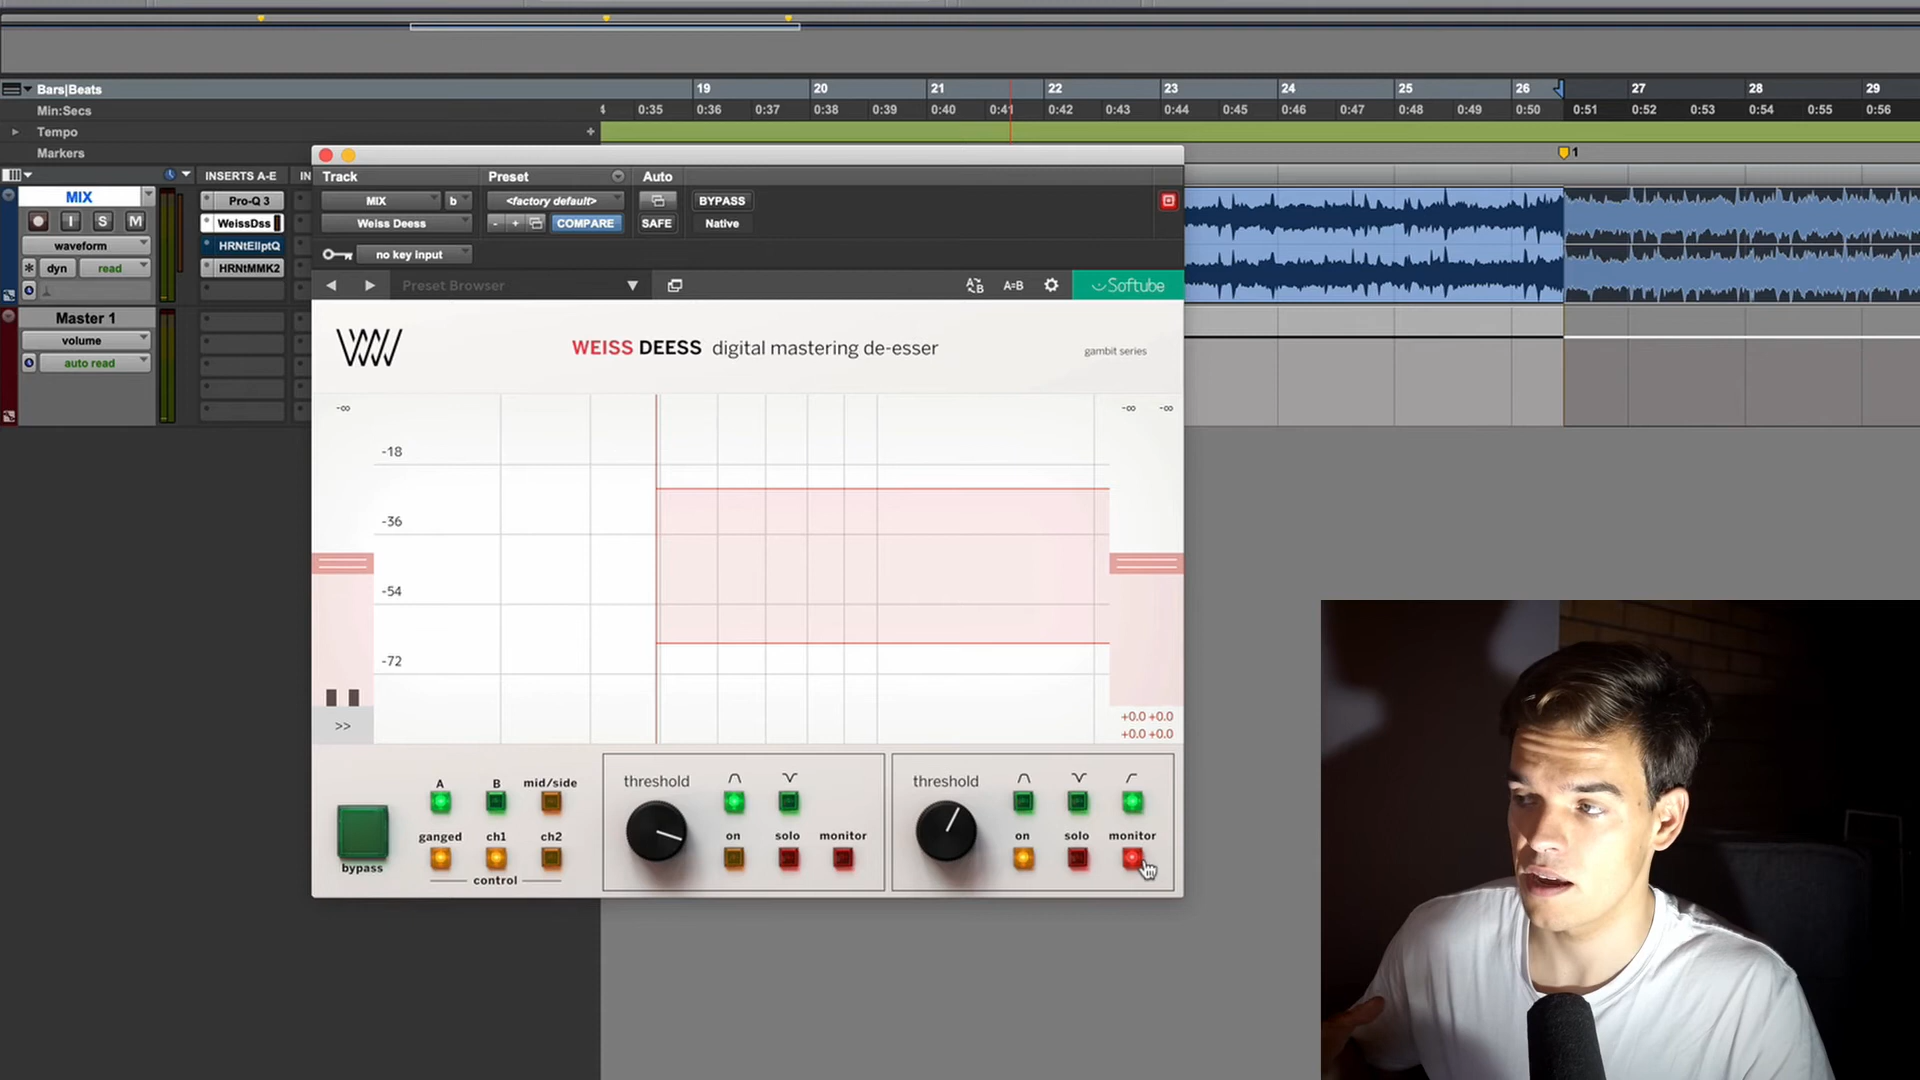 Bars|Beats
19 20 21 22 23 24 25 26 27 28 29
Min:Secs
4 0:35 0:36 0:37 0:38 0:39 0:40 0:41 0:42 0:43 0:44 0:45 0:46 0:47 0:48 0:49 0:50 0:51 0:52 0:53 0:54 0:55 0:56
Tempo
+
Markers
1
INSERTS A-E
IN
MIX
I S M
waveform
dyn read
Pro-Q 3
WeissDss
HRNtEllptQ
HRNtMMK2
Master 1
volume
auto read
Track Preset Auto
MIX b <factory default> BYPASS
Weiss Deess - + COMPARE SAFE Native
no key input
Preset Browser
A=B
Softube
WEISS DEESS digital mastering de-esser
gambit series
-∞ -∞ -∞
-18
-36
-54
-72
+0.0 +0.0
+0.0 +0.0
>>
A B mid/side
ganged ch1 ch2
control
bypass
threshold
on solo monitor
threshold
on solo monitor